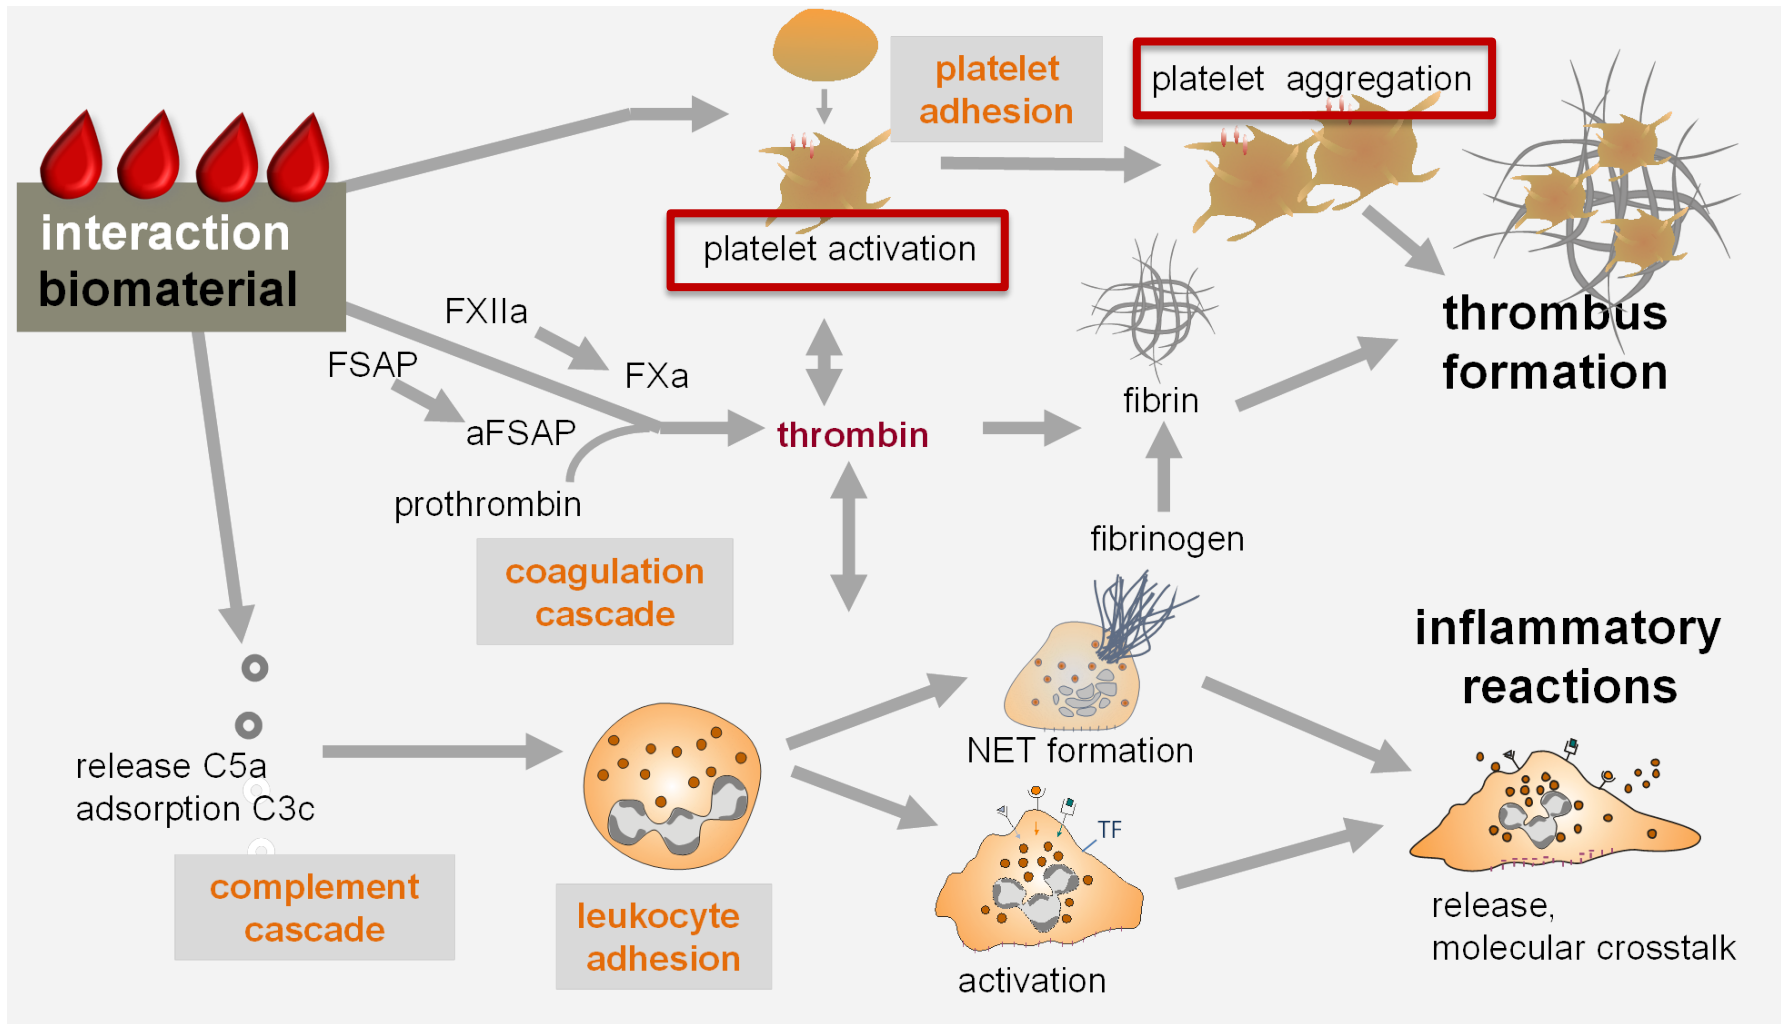 platelet
adhesion
platelet aggregation
interaction
biomaterial
platelet activation
FXIIa
FSAP
FXa
aFSAP
thrombin
prothrombin
fibrin
thrombus
formation
fibrinogen
coagulation
cascade
inflammatory
reactions
NET formation
release C5a
adsorption C3c
TF
complement
cascade
leukocyte
adhesion
activation
release,
molecular crosstalk